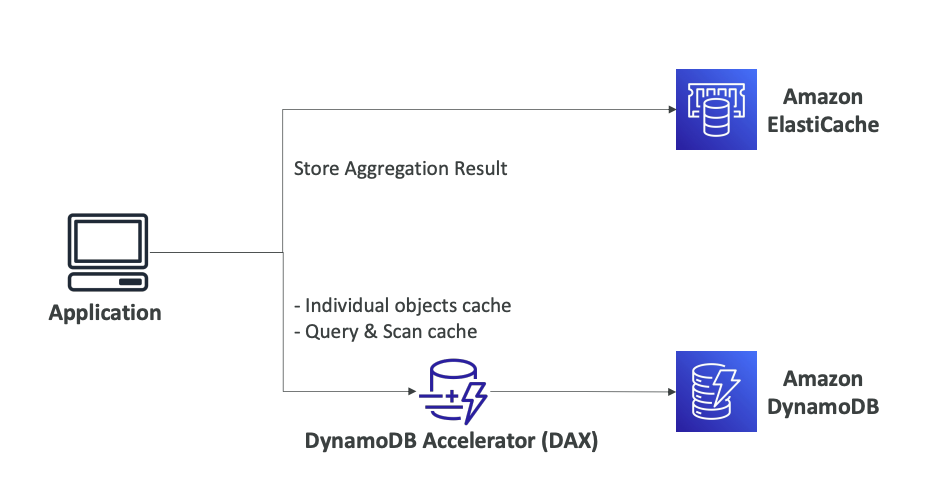 Amazon
ElastiCache
Store Aggregation Result
Application
- Individual objects cache
- Query & Scan cache
Amazon
DynamoDB
DynamoDB Accelerator (DAX)